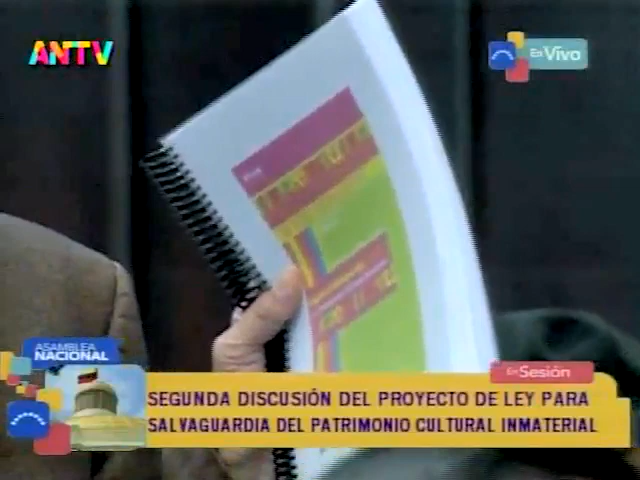 ANTV
En Vivo
ASAMBLEA
NACIONAL
En Sesión
SEGUNDA DISCUSIÓN DEL PROYECTO DE LEY PARA
SALVAGUARDIA DEL PATRIMONIO CULTURAL INMATERIAL